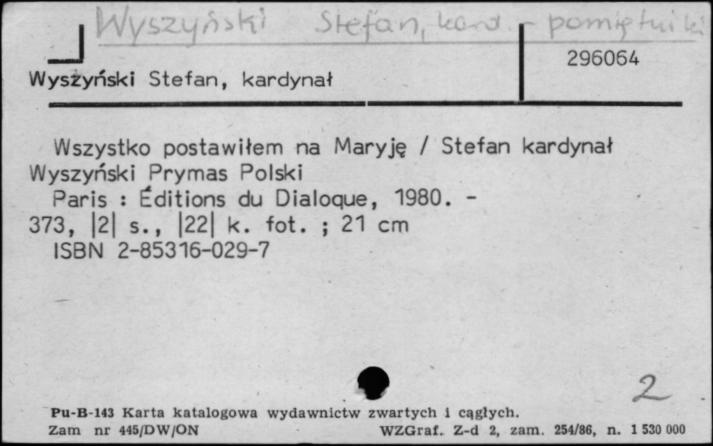 Wyszyński Stefan, kard. - pamiętniki
296064
Wyszyński Stefan, kardynał
Wszystko postawiłem na Maryję / Stefan kardynał
Wyszyński Prymas Polski
Paris : Éditions du Dialoque, 1980. -
373, |2| s., |22| k. fot. ; 21 cm
ISBN 2-85316-029-7
2
Pu-B-143 Karta katalogowa wydawnictw zwartych i cągłych.
Zam nr 445/DW/ON WZGraf. Z-d 2, zam. 254/86, n. 1 530 000